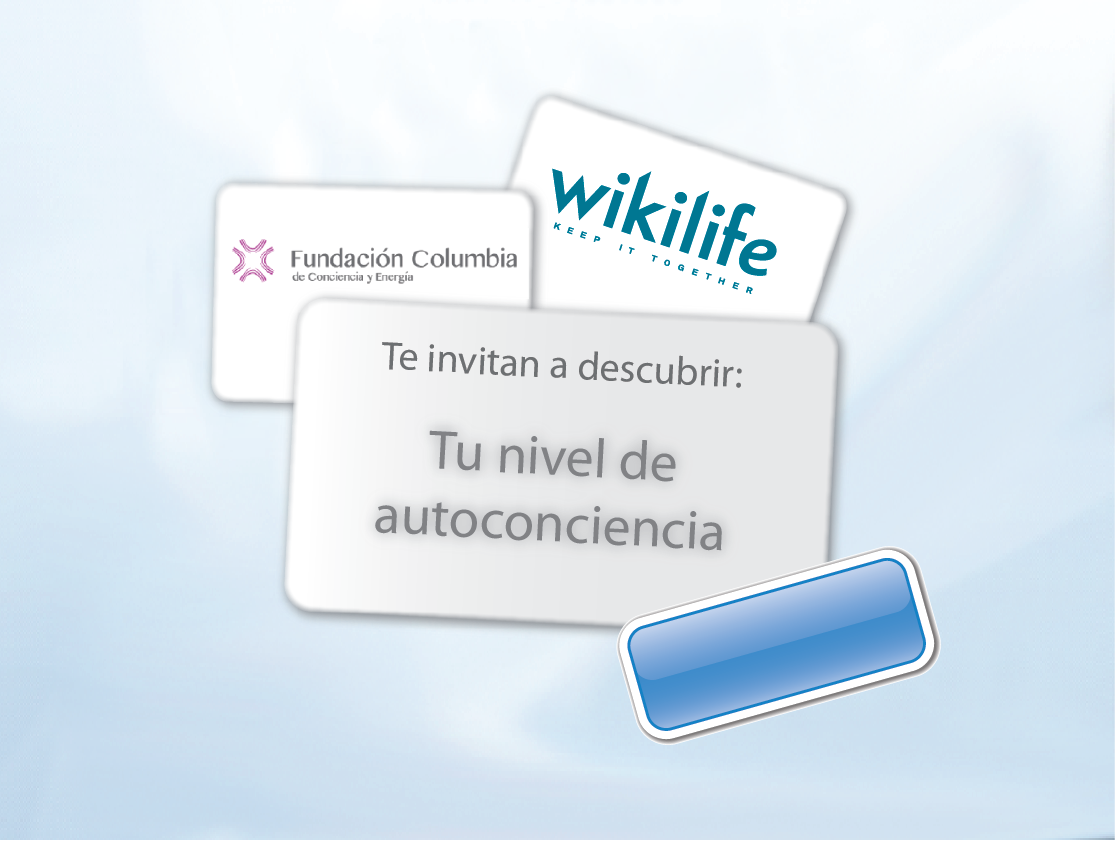 wikilife
KEEP IT TOGETHER
Fundación Columbia
de Conciencia y Energía
Te invitan a descubrir:
Tu nivel de
autoconciencia